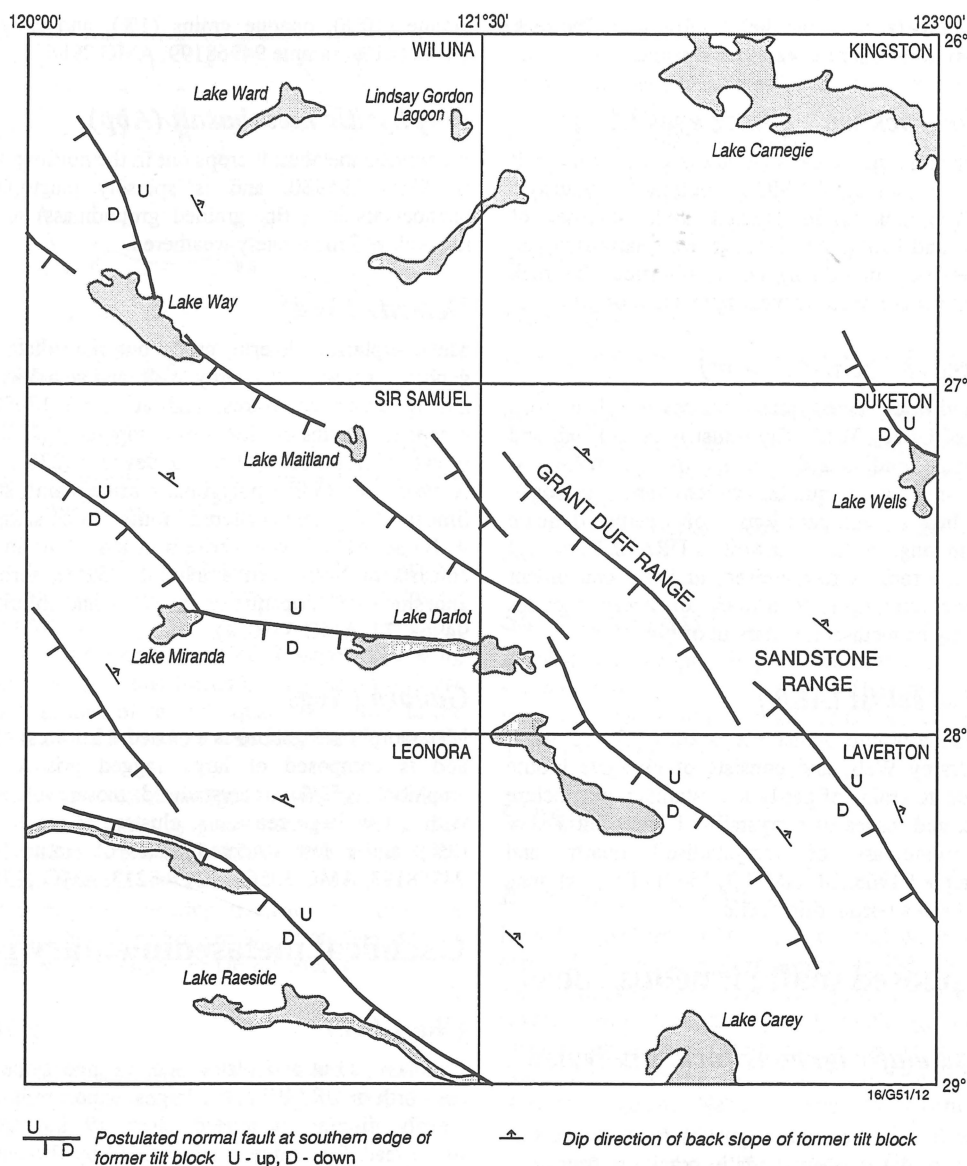 120°00'
121°30'
123°00'
26°
WILUNA
KINGSTON
Lake Ward
Lindsay Gordon
Lagoon
Lake Carnegie
U
D
Lake Way
27°
SIR SAMUEL
DUKETON
U
D
Lake Maitland
Lake Wells
GRANT DUFF RANGE
U
D
U
Lake Darlot
D
Lake Miranda
SANDSTONE
RANGE
28°
LEONORA
LAVERTON
U
D
U
D
U
D
Lake Raeside
Lake Carey
29°
16/G51/12
U
D
Postulated normal fault at southern edge of
former tilt block U - up, D - down
Dip direction of back slope of former tilt block